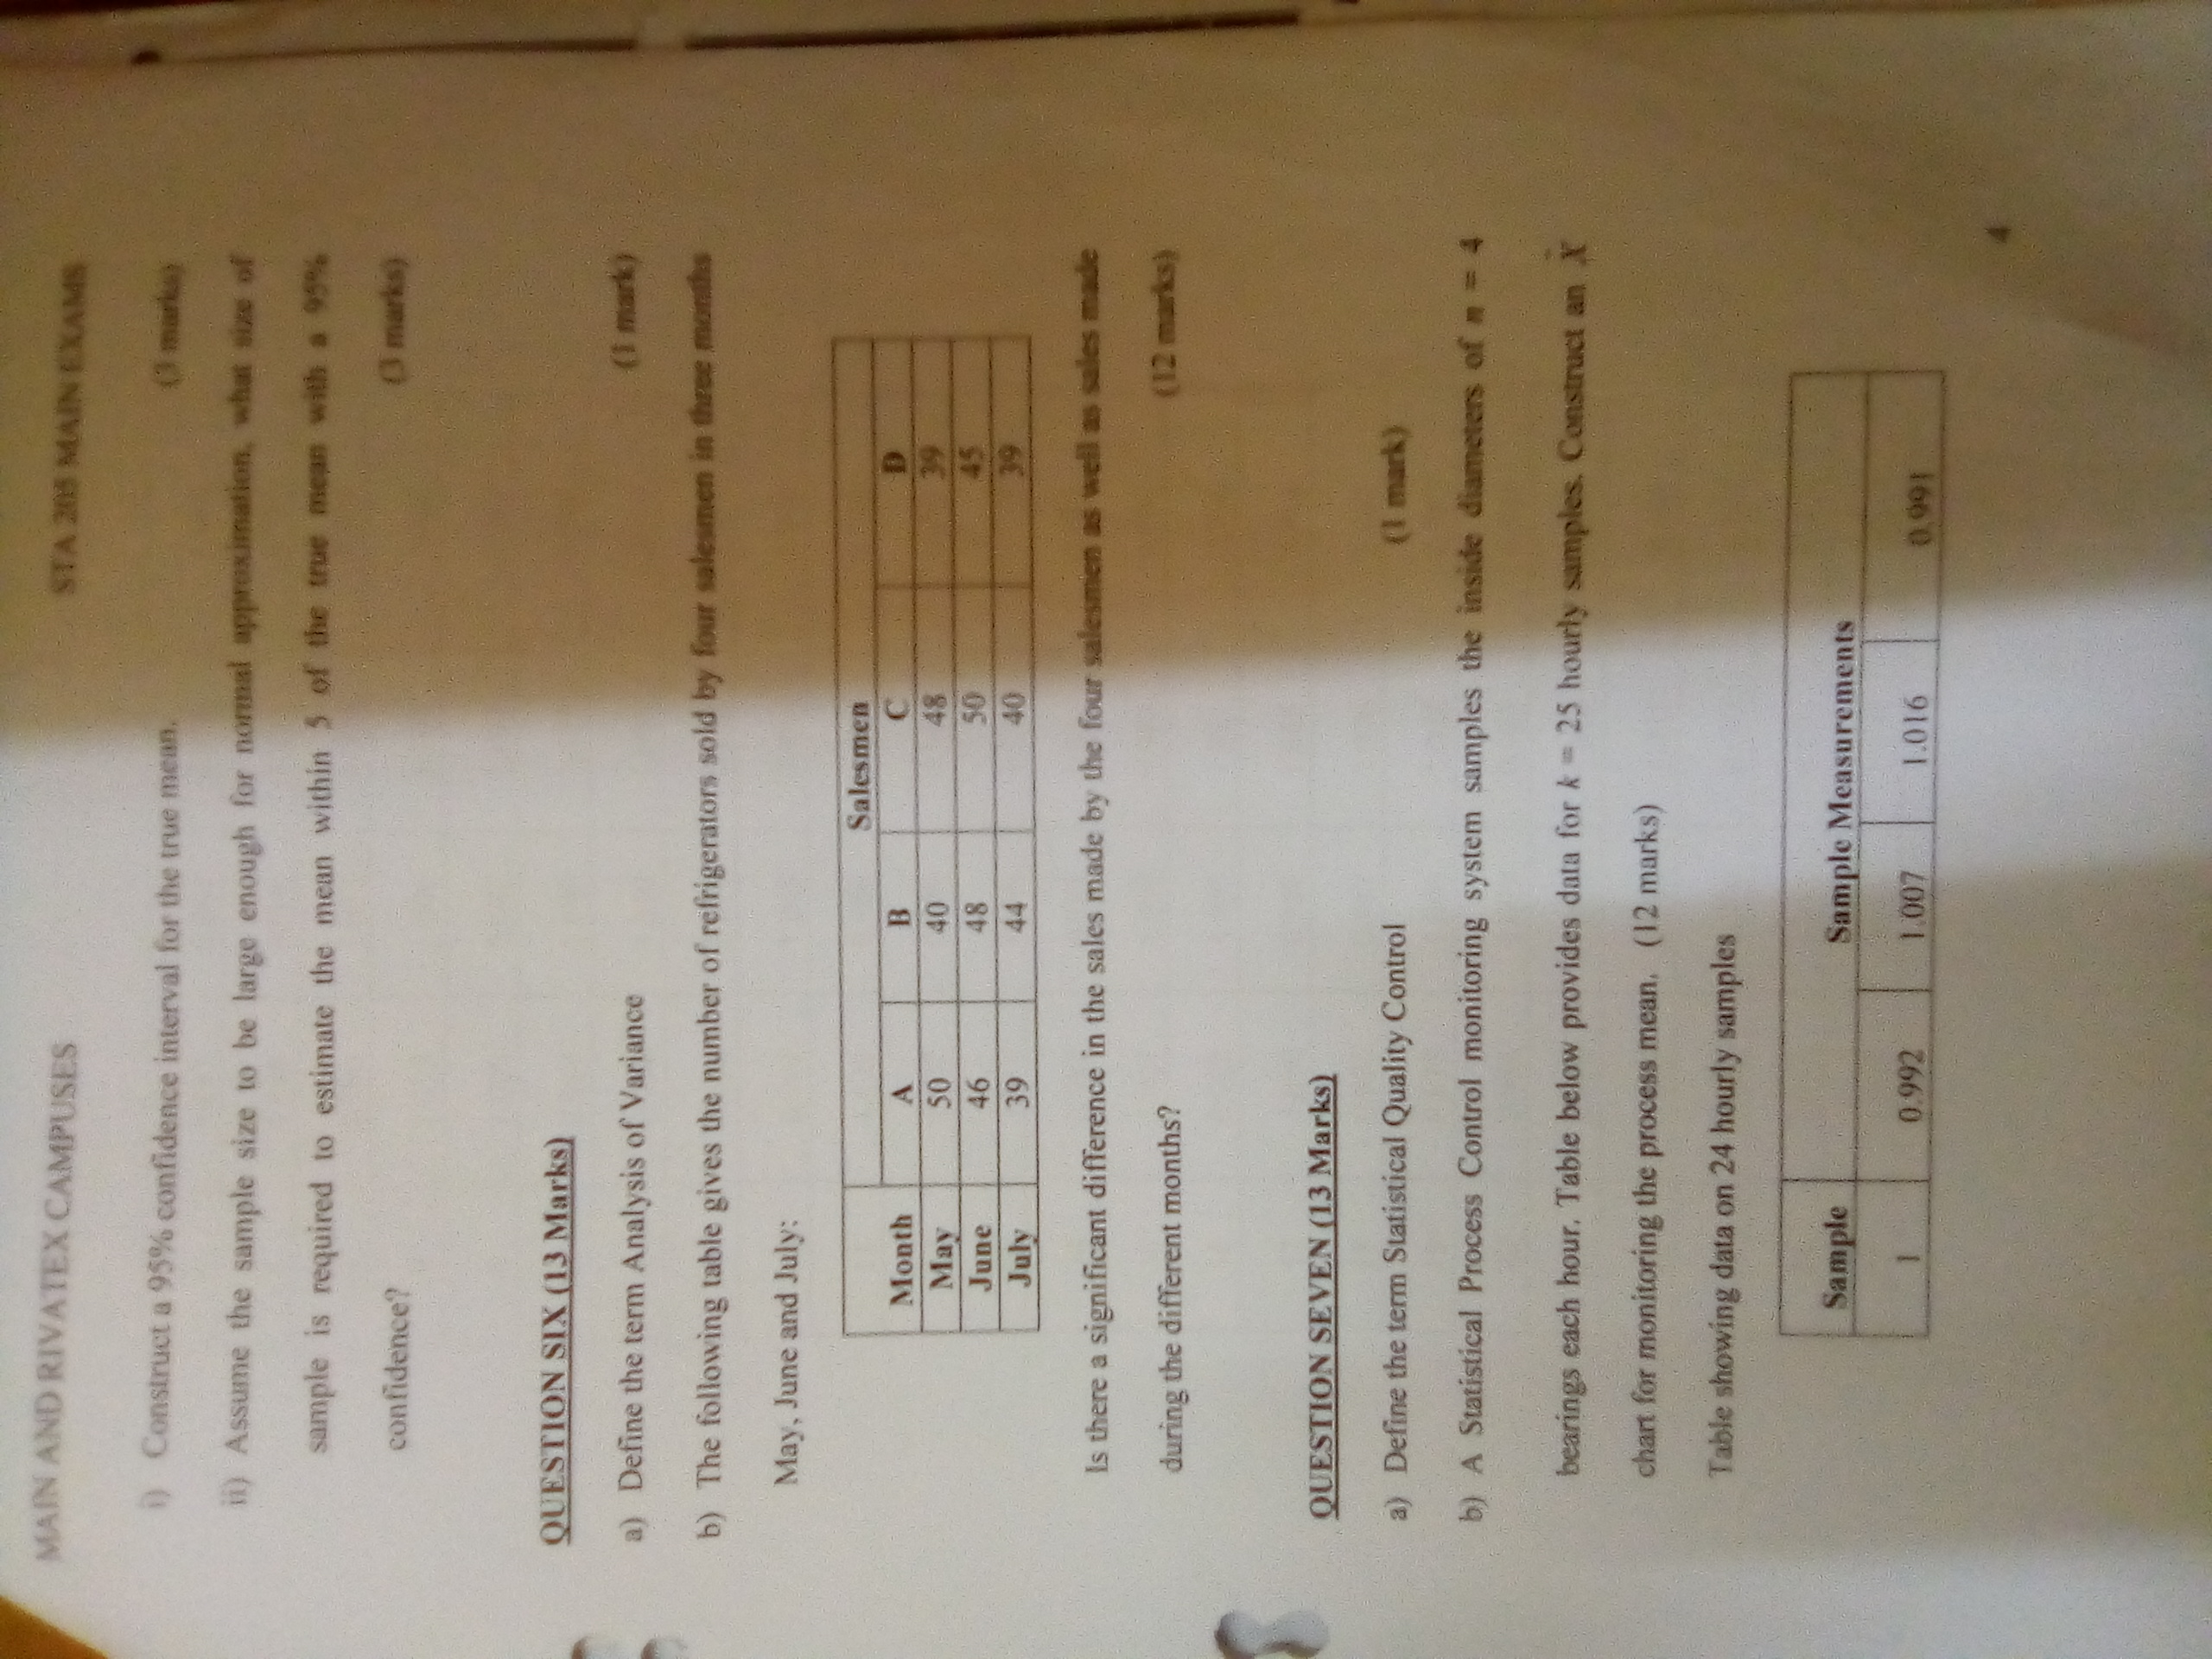 MAIN AND RIVATEX CAMPUSES STA 205 MAIN EXAMS
i) Construct a 95% confidence interval for the true mean. (3 marks)
ii) Assume the sample size to be large enough for normal approximation, what size of
sample is required to estimate the mean within 5 of the true mean with a 95%
confidence? (3 marks)
QUESTION SIX (13 Marks)
a) Define the term Analysis of Variance (1 mark)
b) The following table gives the number of refrigerators sold by four salesmen in three months
May, June and July:
Salesmen
Month A B C D
May 50 40 48 39
June 46 48 50 45
July 39 44 40 39
Is there a significant difference in the sales made by the four salesmen as well as sales made
during the different months? (12 marks)
QUESTION SEVEN (13 Marks)
a) Define the term Statistical Quality Control (1 mark)
b) A Statistical Process Control monitoring system samples the inside diameters of n = 4
bearings each hour. Table below provides data for k = 25 hourly samples. Construct an X̄
chart for monitoring the process mean. (12 marks)
Table showing data on 24 hourly samples
Sample Sample Measurements
1 0.992 1.007 1.016 0.991
4